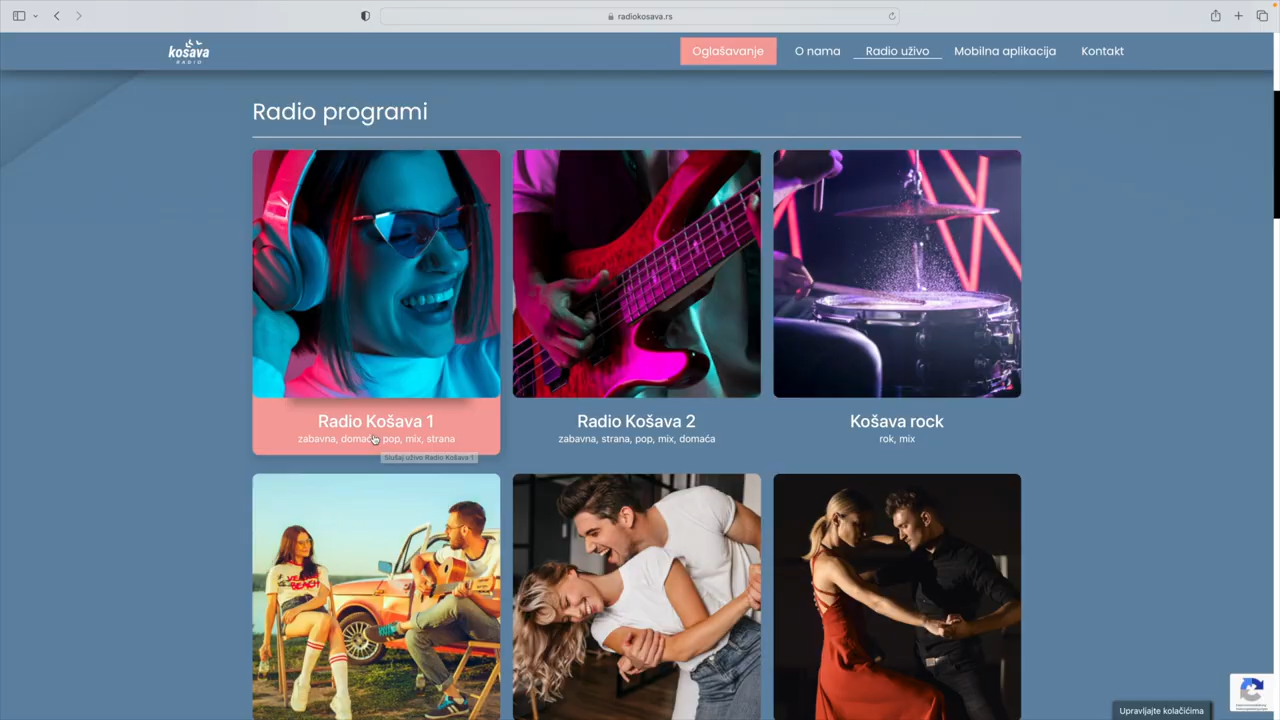 radiokosava.rs
košava
RADIO
Oglašavanje
O nama
Radio uživo
Mobilna aplikacija
Kontakt
Radio programi
Radio Košava 1
zabavna, domaća, pop, mix, strana
Slušaj uživo Radio Košava 1
Radio Košava 2
zabavna, strana, pop, mix, domaća
Košava rock
rok, mix
Upravljajte kolačićima